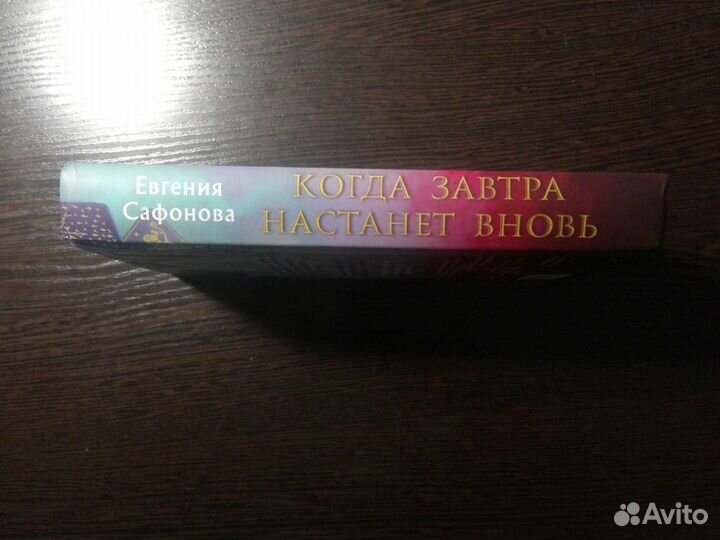 Евгения
Сафонова
КОГДА ЗАВТРА
НАСТАНЕТ ВНОВЬ
Avito